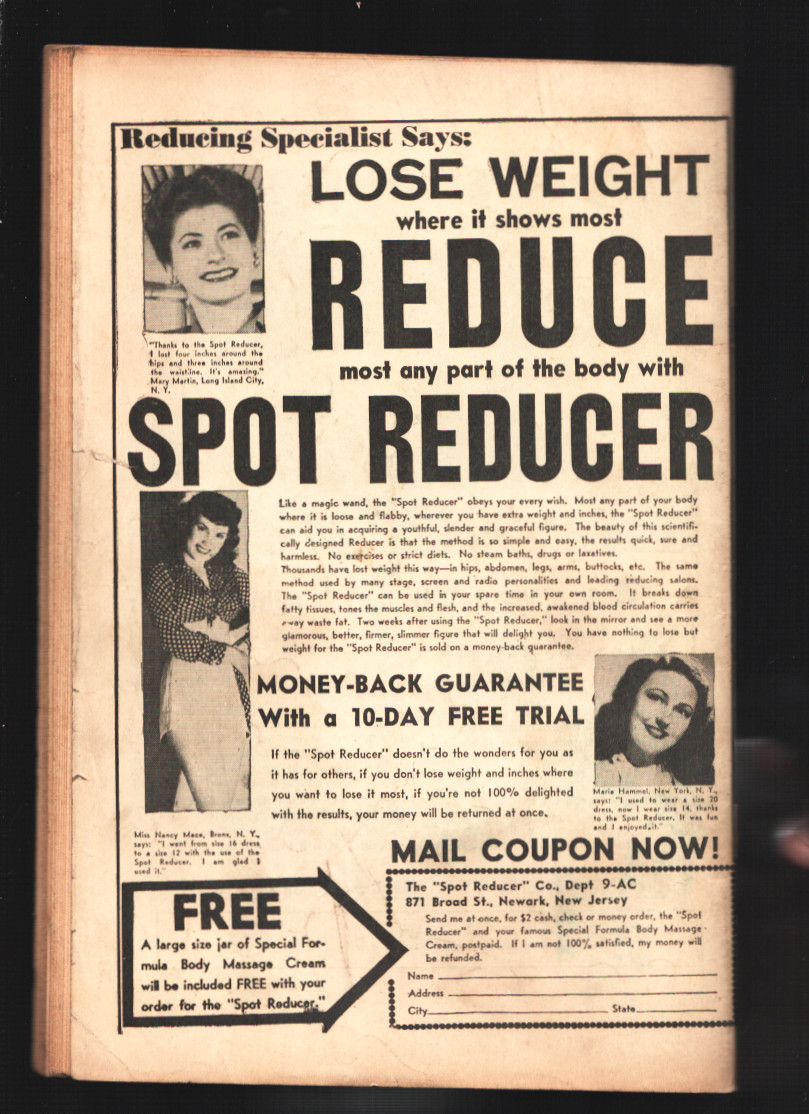 Reducing Specialist Says:
LOSE WEIGHT
where it shows most
REDUCE
most any part of the body with
SPOT REDUCER
"Thanks to the Spot Reducer,
I lost four inches around the
hips and three inches around
the waistline. It's amazing."
Mary Martin, Long Island City,
N. Y.
Like a magic wand, the "Spot Reducer" obeys your every wish. Most any part of your body
where it is loose and flabby, wherever you have extra weight and inches, the "Spot Reducer"
can aid you in acquiring a youthful, slender and graceful figure. The beauty of this scientifi-
cally designed Reducer is that the method is so simple and easy, the results quick, sure and
harmless. No exercises or strict diets. No steam baths, drugs or laxatives.
Thousands have lost weight this way—in hips, abdomen, legs, arms, buttocks, etc. The same
method used by many stage, screen and radio personalities and leading reducing salons.
The "Spot Reducer" can be used in your spare time in your own room. It breaks down
fatty tissues, tones the muscles and flesh, and the increased, awakened blood circulation carries
away waste fat. Two weeks after using the "Spot Reducer," look in the mirror and see a more
glamorous, better, firmer, slimmer figure that will delight you. You have nothing to lose but
weight for the "Spot Reducer" is sold on a money-back guarantee.
MONEY-BACK GUARANTEE
With a 10-DAY FREE TRIAL
If the "Spot Reducer" doesn't do the wonders for you as
it has for others, if you don't lose weight and inches where
you want to lose it most, if you're not 100% delighted
with the results, your money will be returned at once.
Marie Hammel, New York, N. Y.,
says: "I used to wear a size 20
dress, now I wear size 14, thanks
to the Spot Reducer. It was fun
and I enjoyed it."
Miss Nancy Mace, Bronx, N. Y.,
says: "I went from size 16 dress
to a size 12 with the use of the
Spot Reducer. I am glad I
used it."
MAIL COUPON NOW!
FREE
A large size jar of Special For-
mula Body Massage Cream
will be included FREE with your
order for the "Spot Reducer."
The "Spot Reducer" Co., Dept 9-AC
871 Broad St., Newark, New Jersey
Send me at once, for $2 cash, check or money order, the "Spot
Reducer" and your famous Special Formula Body Massage
Cream, postpaid. If I am not 100% satisfied, my money will
be refunded.
Name
Address
City State